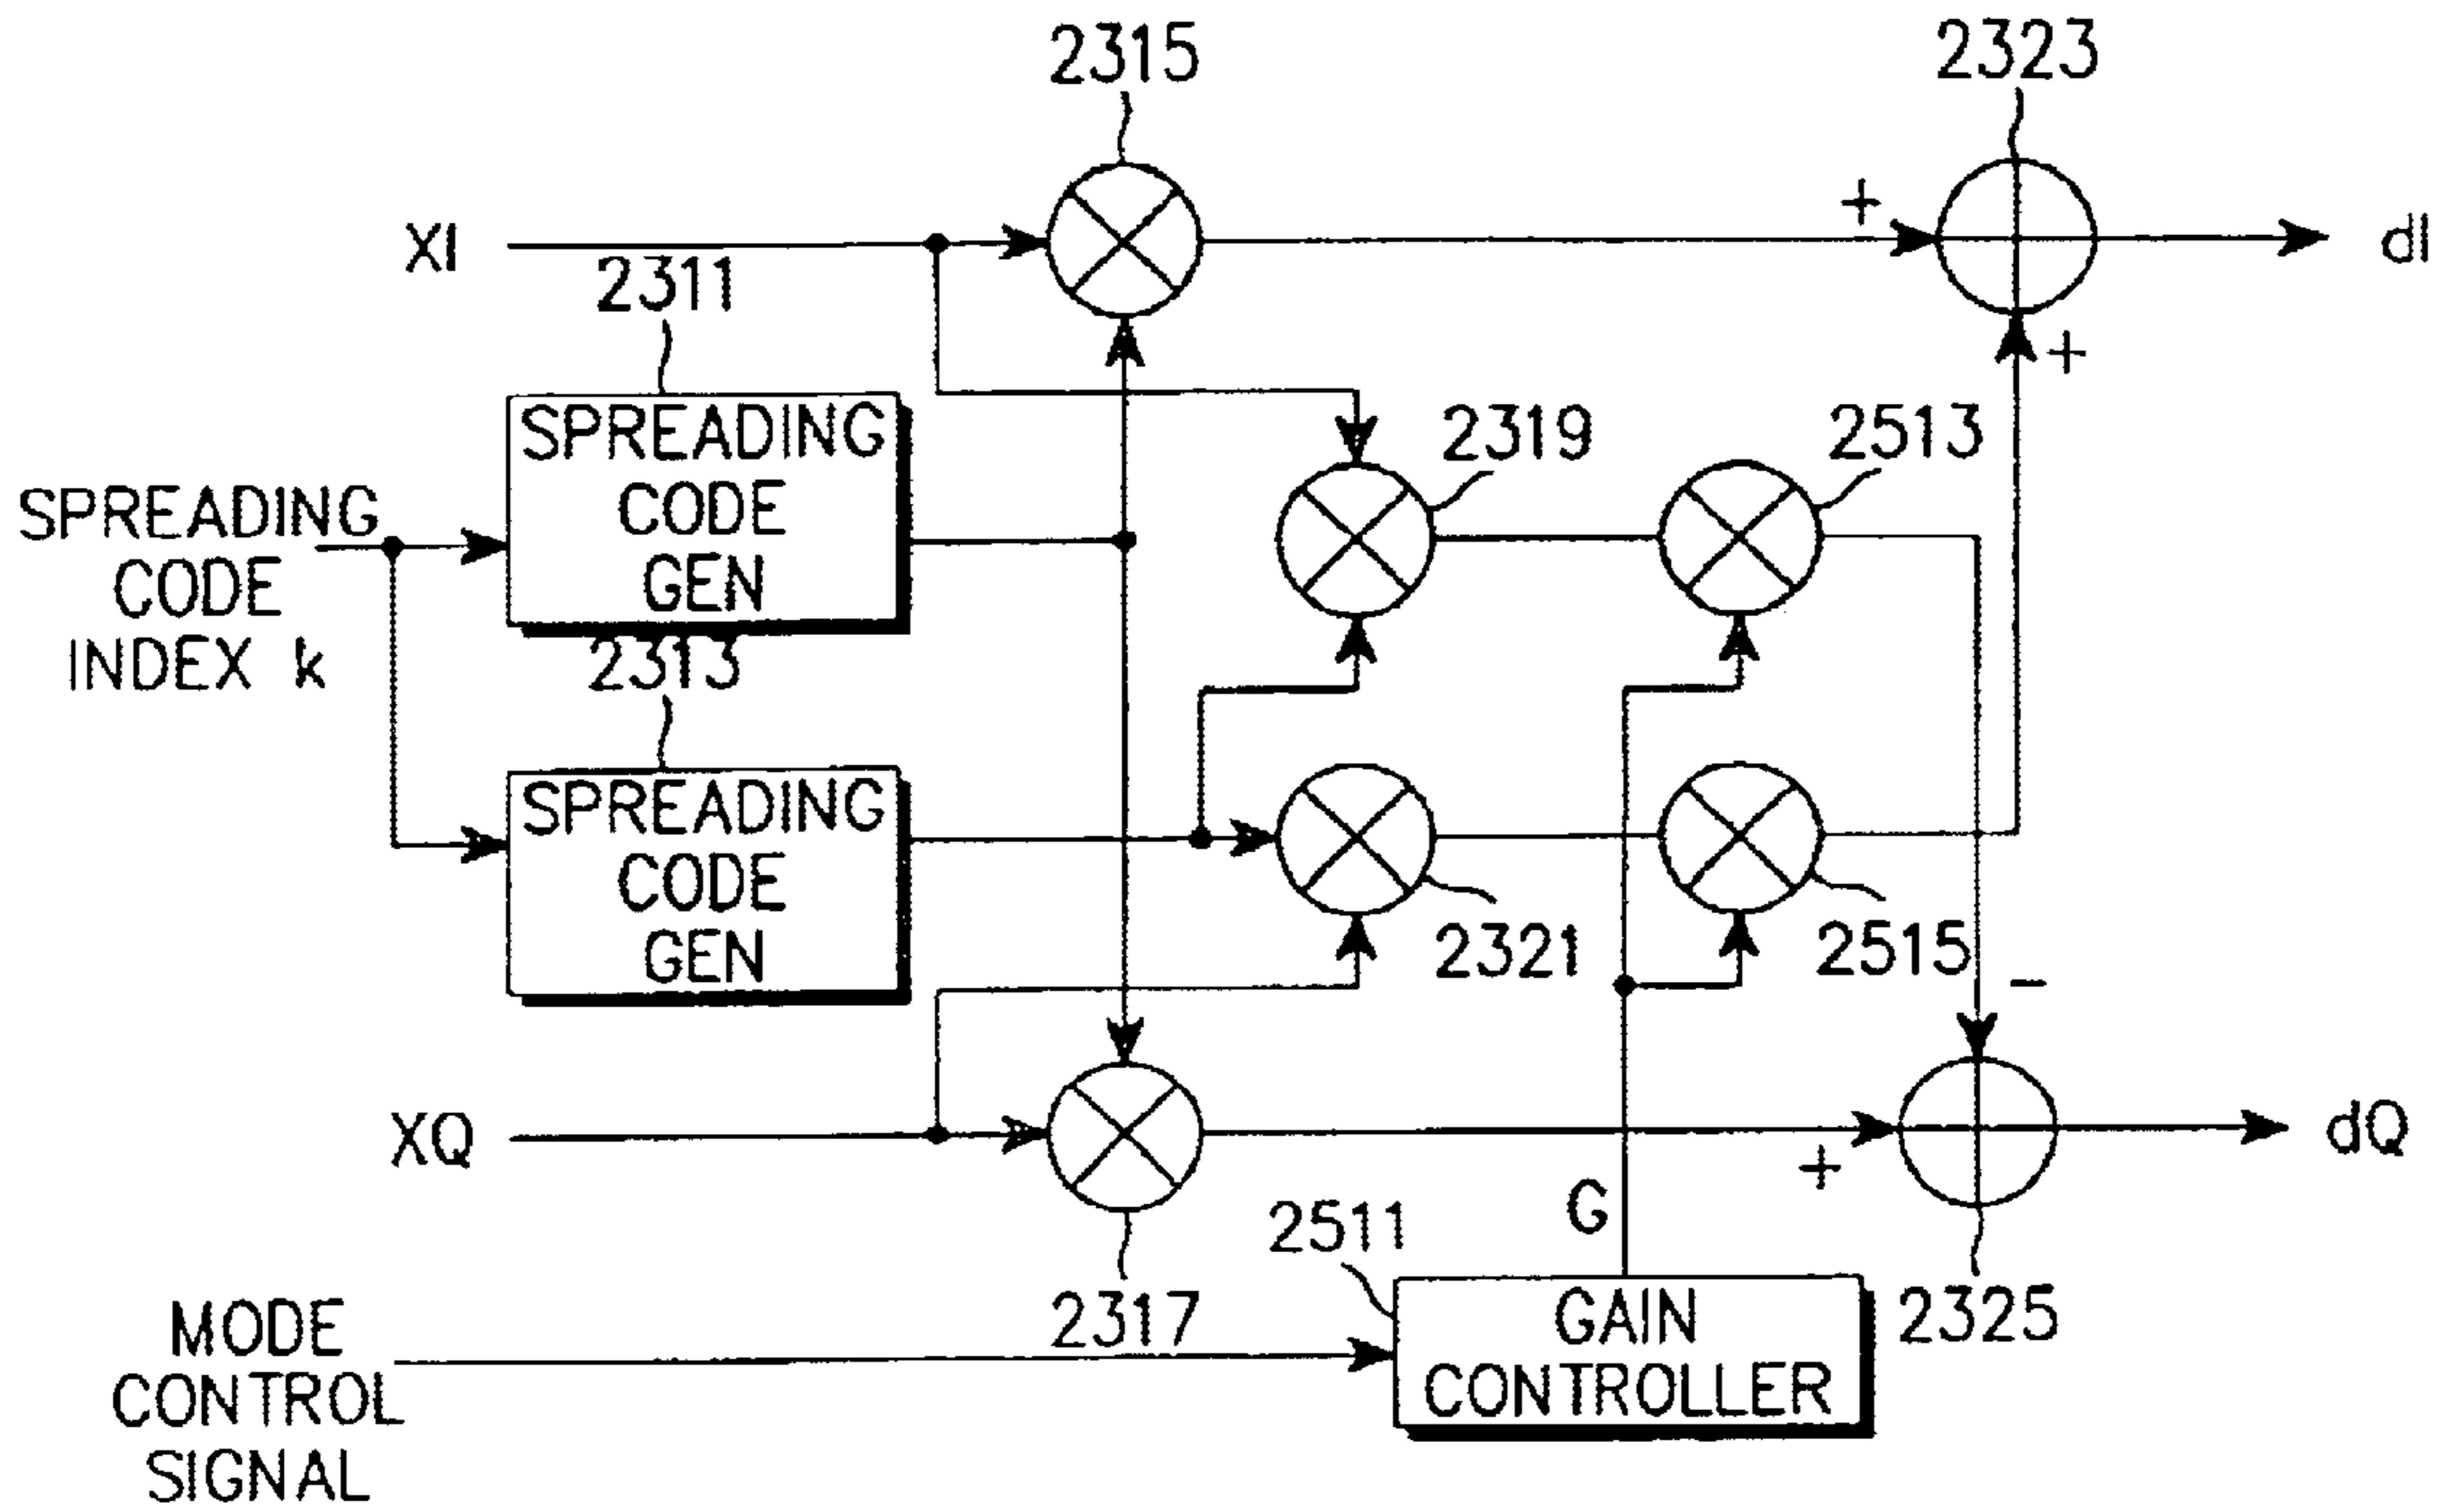 2315
2323
XI
+
dI
2311
+
SPREADING
CODE
GEN
2319
2513
SPREADING
CODE
INDEX k
2313
SPREADING
CODE
GEN
2321
2515
-
XQ
+
dQ
G
2511
2317
2325
MODE
CONTROL
SIGNAL
GAIN
CONTROLLER